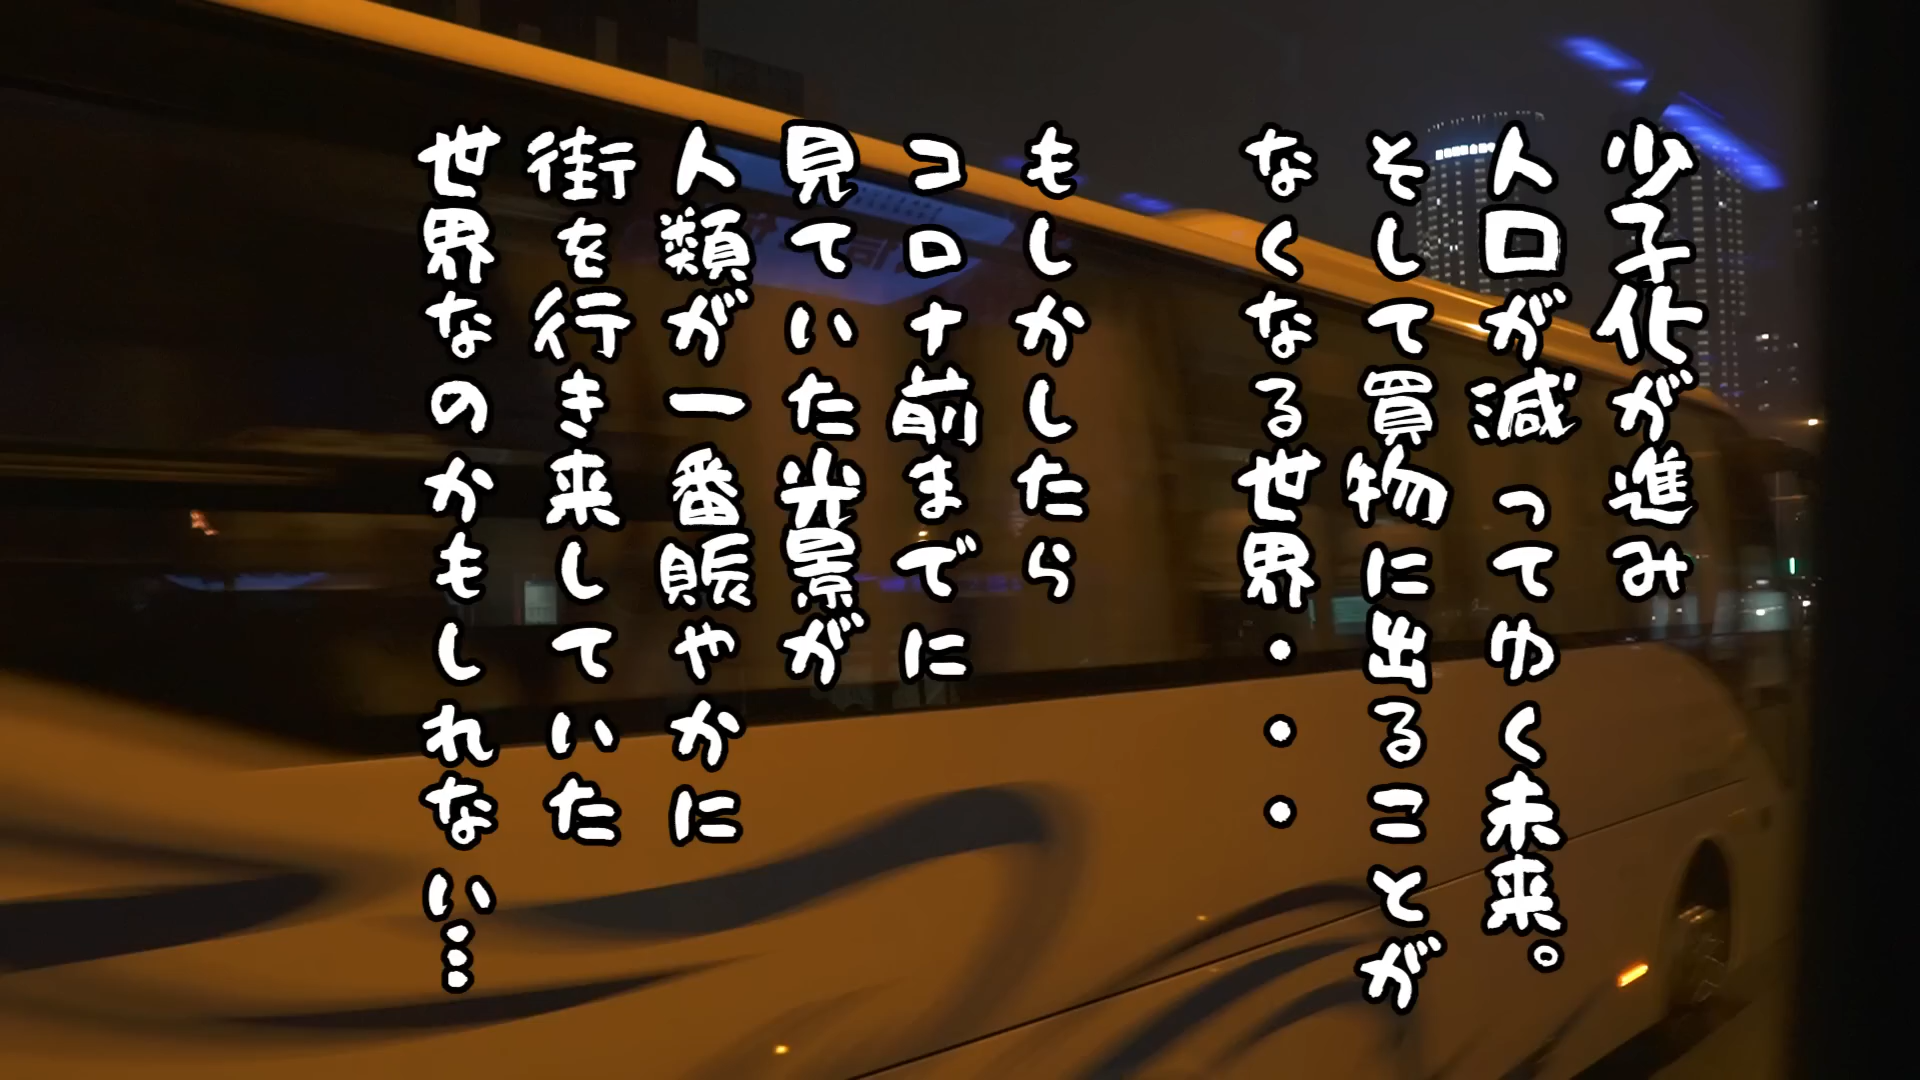 少子化が進み
人口が減ってゆく未来。
そして買物に出ることが
なくなる世界・・・
もしかしたら
コロナ前までに
見ていた光景が
人類が一番賑やかに
街を行き来していた
世界なのかもしれない…